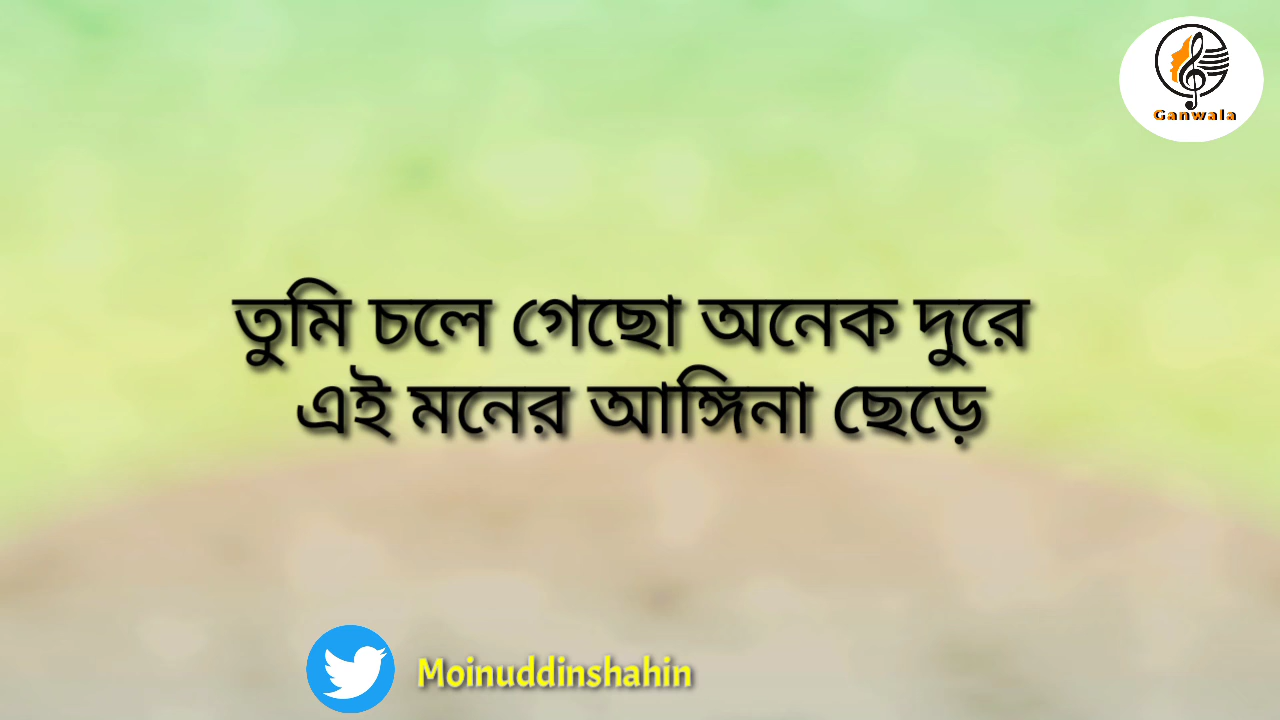 Ganwala
তুমি চলে গেছো অনেক দুরে
এই মনের আঙ্গিনা ছেড়ে
Moinuddinshahin